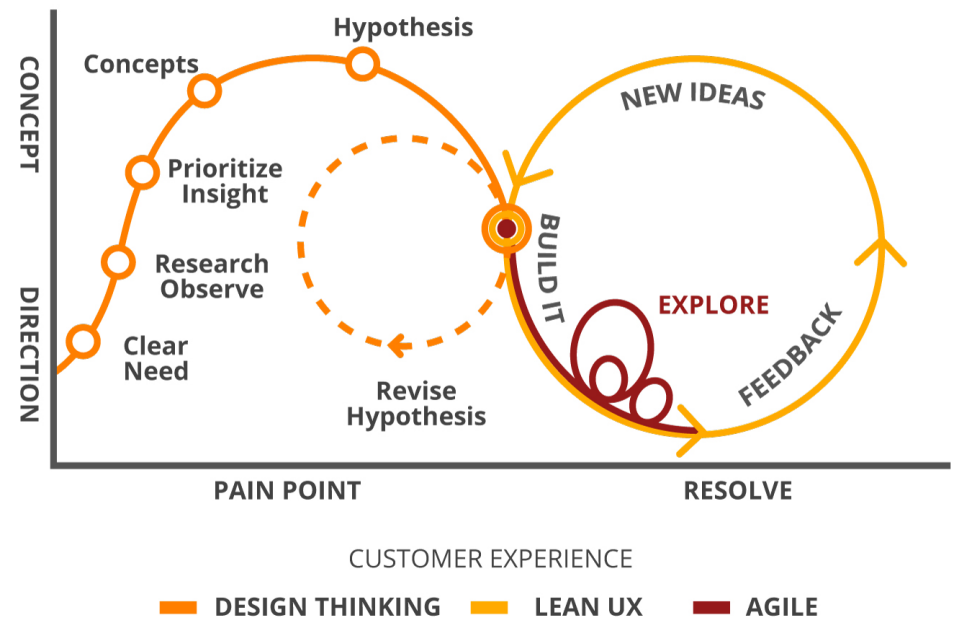 Hypothesis
Concepts
Prioritize
Insight
Research
Observe
Clear
Need
Revise
Hypothesis
CONCEPT
DIRECTION
NEW IDEAS
BUILD IT
EXPLORE
FEEDBACK
PAIN POINT
RESOLVE
CUSTOMER EXPERIENCE
DESIGN THINKING
LEAN UX
AGILE